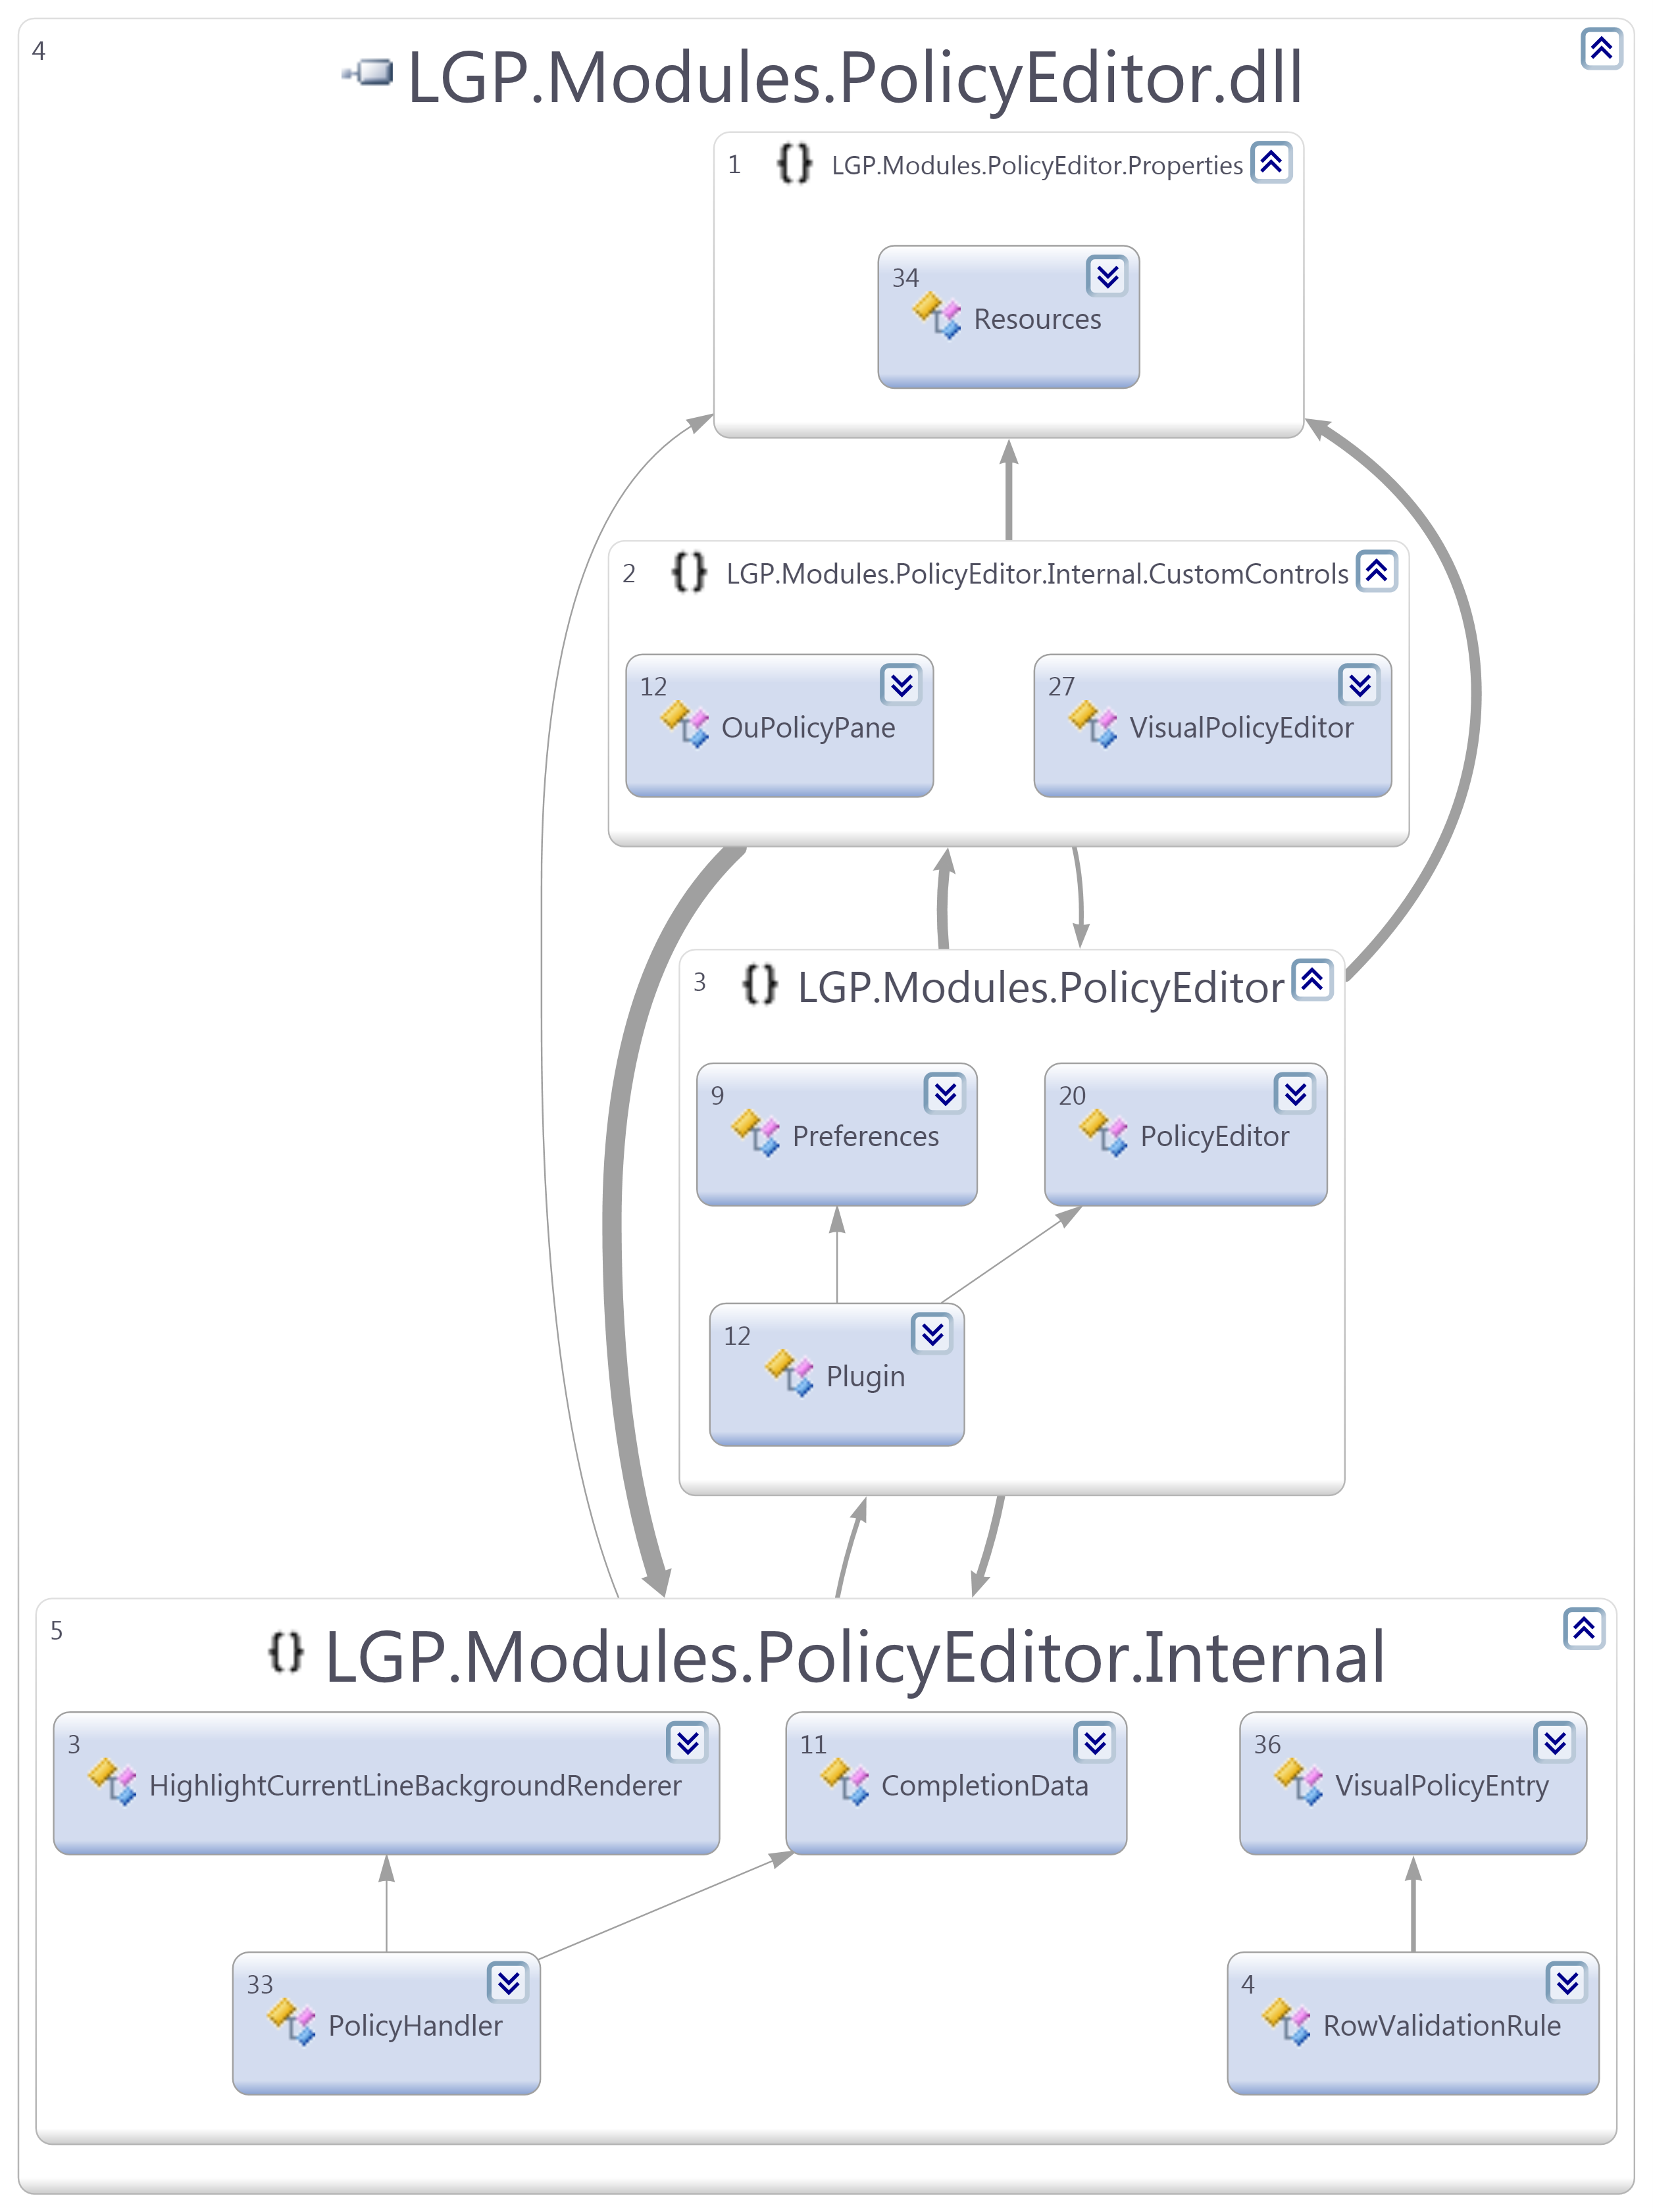 4
LGP.Modules.PolicyEditor.dll
1
LGP.Modules.PolicyEditor.Properties
34
Resources
2
LGP.Modules.PolicyEditor.Internal.CustomControls
12
OuPolicyPane
27
VisualPolicyEditor
3
LGP.Modules.PolicyEditor
9
Preferences
20
PolicyEditor
12
Plugin
5
LGP.Modules.PolicyEditor.Internal
3
HighlightCurrentLineBackgroundRenderer
11
CompletionData
36
VisualPolicyEntry
33
PolicyHandler
4
RowValidationRule